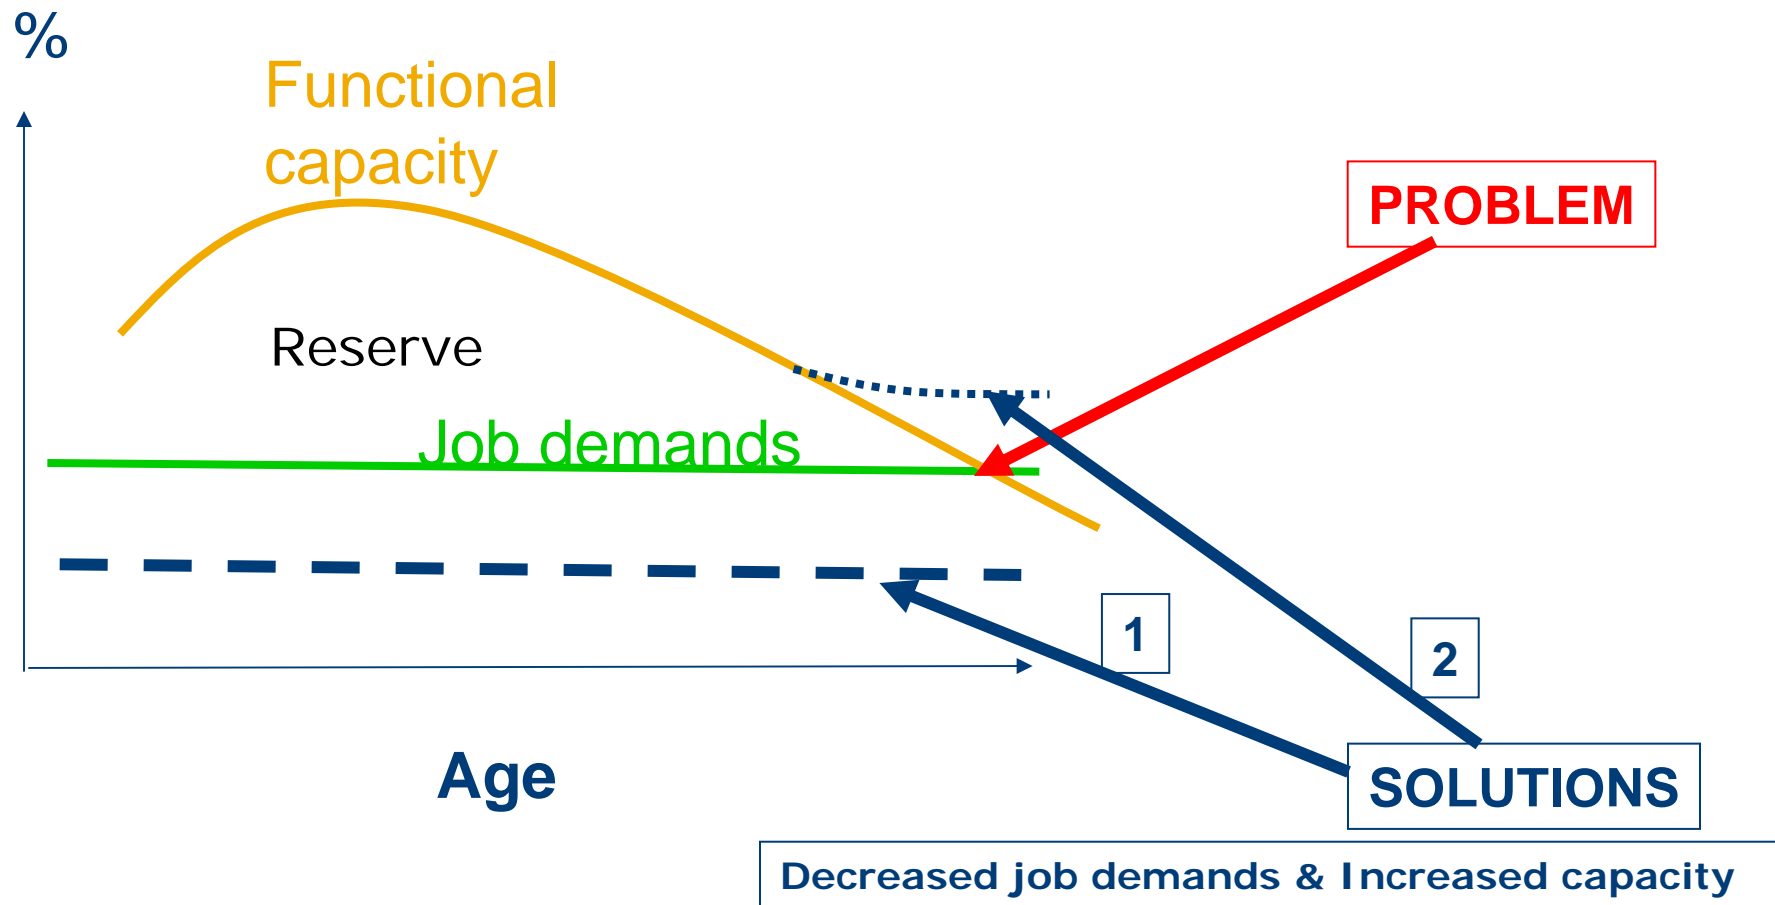 %
Functional
capacity
PROBLEM
Reserve
Job demands
1
2
Age
SOLUTIONS
Decreased job demands & Increased capacity